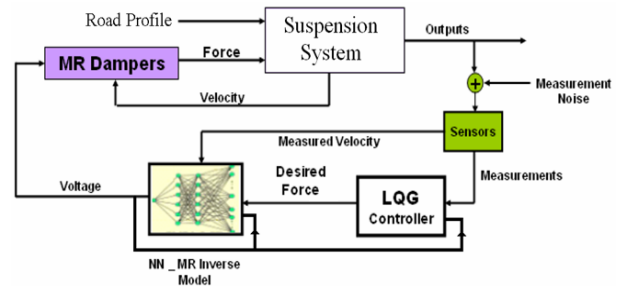 Road Profile
Suspension
System
Outputs
MR Dampers
Force
Velocity
+
Measurement
Noise
Sensors
Measured Velocity
Measurements
Desired
Force
Voltage
LQG
Controller
NN _ MR Inverse
Model